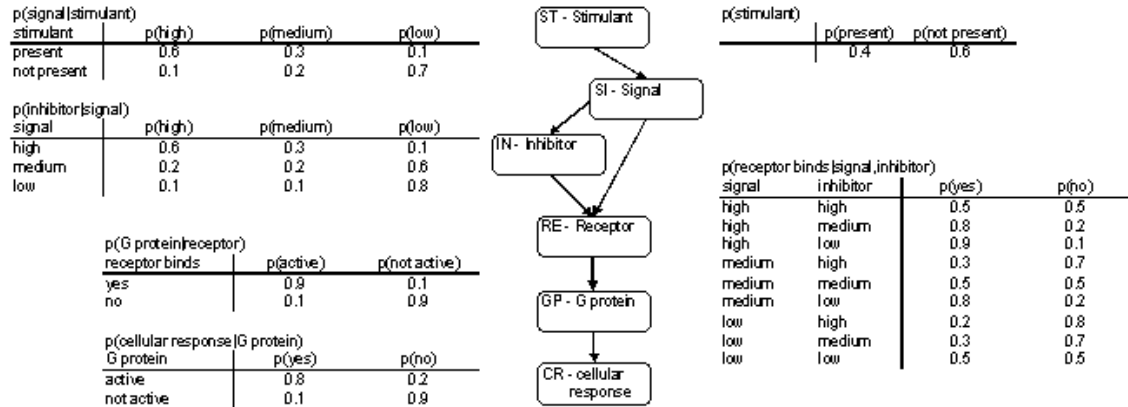 p(signal|stimulant)
stimulant p(high) p(medium) p(low)
present 0.6 0.3 0.1
not present 0.1 0.2 0.7
p(inhibitor|signal)
signal p(high) p(medium) p(low)
high 0.6 0.3 0.1
medium 0.2 0.2 0.6
low 0.1 0.1 0.8
p(G protein|receptor)
receptor binds p(active) p(not active)
yes 0.9 0.1
no 0.1 0.9
p(cellular response|G protein)
G protein p(yes) p(no)
active 0.8 0.2
not active 0.1 0.9
ST - Stimulant
SI - Signal
IN - Inhibitor
RE - Receptor
GP - G protein
CR - cellular
response
p(stimulant)
p(present) p(not present)
0.4 0.6
p(receptor binds|signal,inhibitor)
signal inhibitor p(yes) p(no)
high high 0.5 0.5
high medium 0.8 0.2
high low 0.9 0.1
medium high 0.3 0.7
medium medium 0.5 0.5
medium low 0.8 0.2
low high 0.2 0.8
low medium 0.3 0.7
low low 0.5 0.5